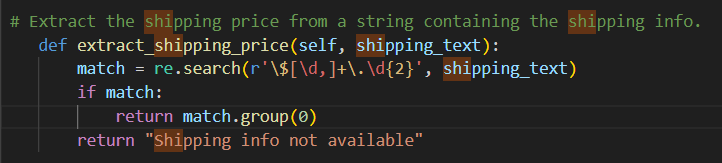 # Extract the shipping price from a string containing the shipping info.
def extract_shipping_price(self, shipping_text):
match = re.search(r'\$[\d,]+\.\d{2}', shipping_text)
if match:
return match.group(0)
return "Shipping info not available"